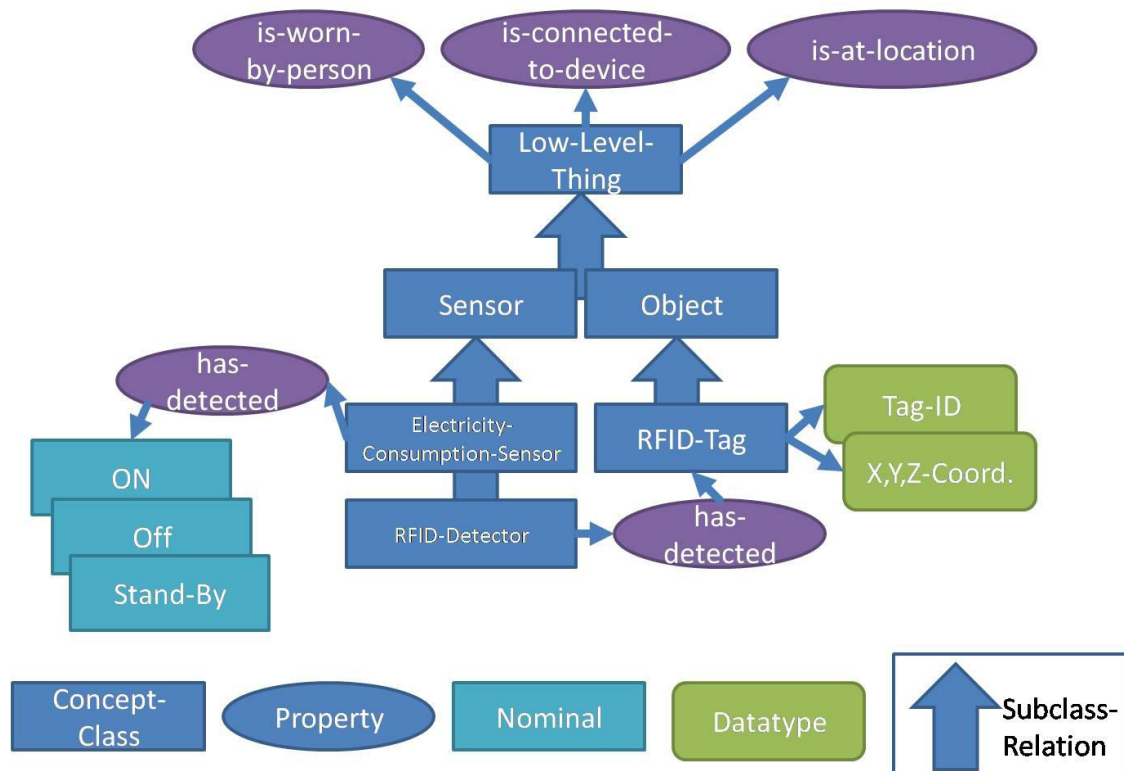 is-worn-
by-person
is-connected-
to-device
is-at-location
Low-Level-
Thing
Sensor
Object
has-
detected
Electricity-
Consumption-Sensor
RFID-Tag
Tag-ID
X,Y,Z-Coord.
ON
Off
Stand-By
RFID-Detector
has-
detected
Concept-
Class
Property
Nominal
Datatype
Subclass-
Relation